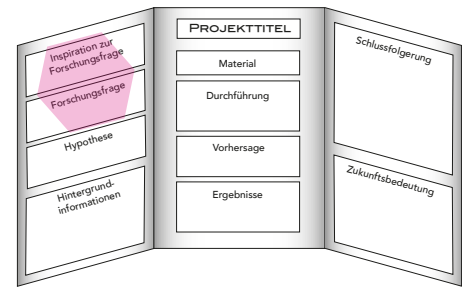 Inspiration zur
Forschungsfrage
Forschungsfrage
Hypothese
Hintergrund-
informationen
PROJEKTTITEL
Material
Durchführung
Vorhersage
Ergebnisse
Schlussfolgerung
Zukunftsbedeutung